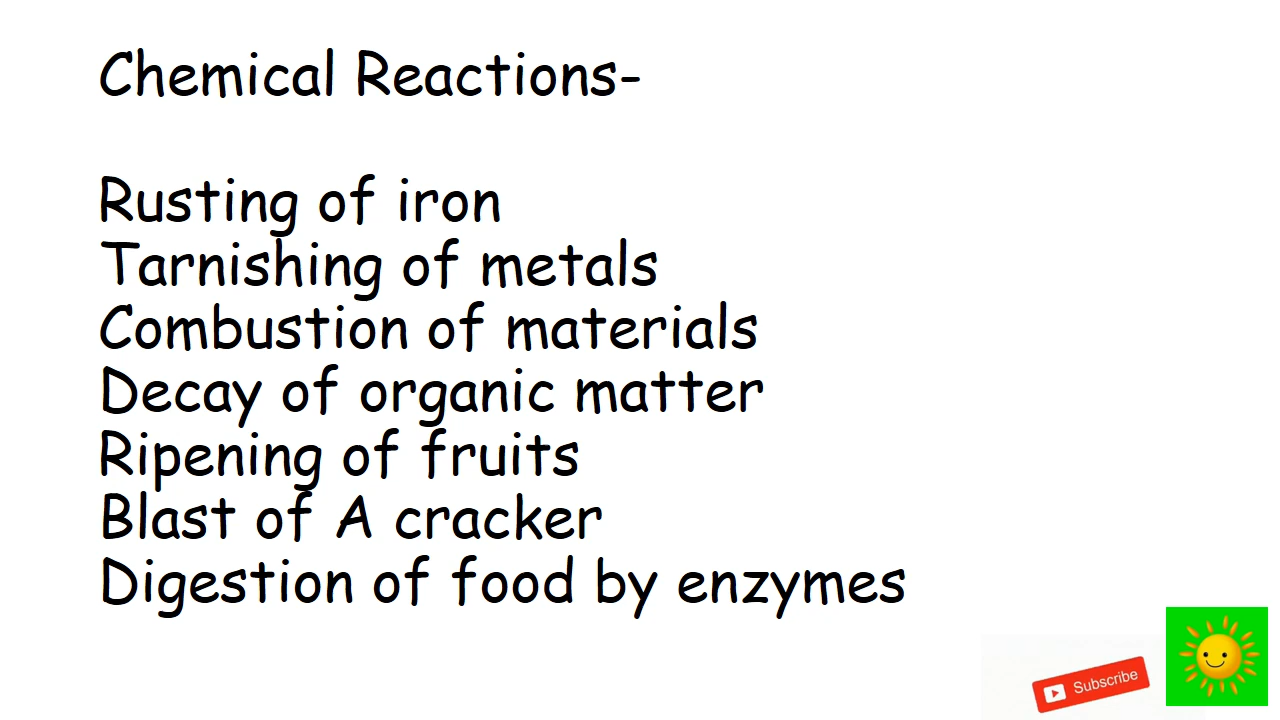 Chemical Reactions-
Rusting of iron
Tarnishing of metals
Combustion of materials
Decay of organic matter
Ripening of fruits
Blast of A cracker
Digestion of food by enzymes
Subscribe